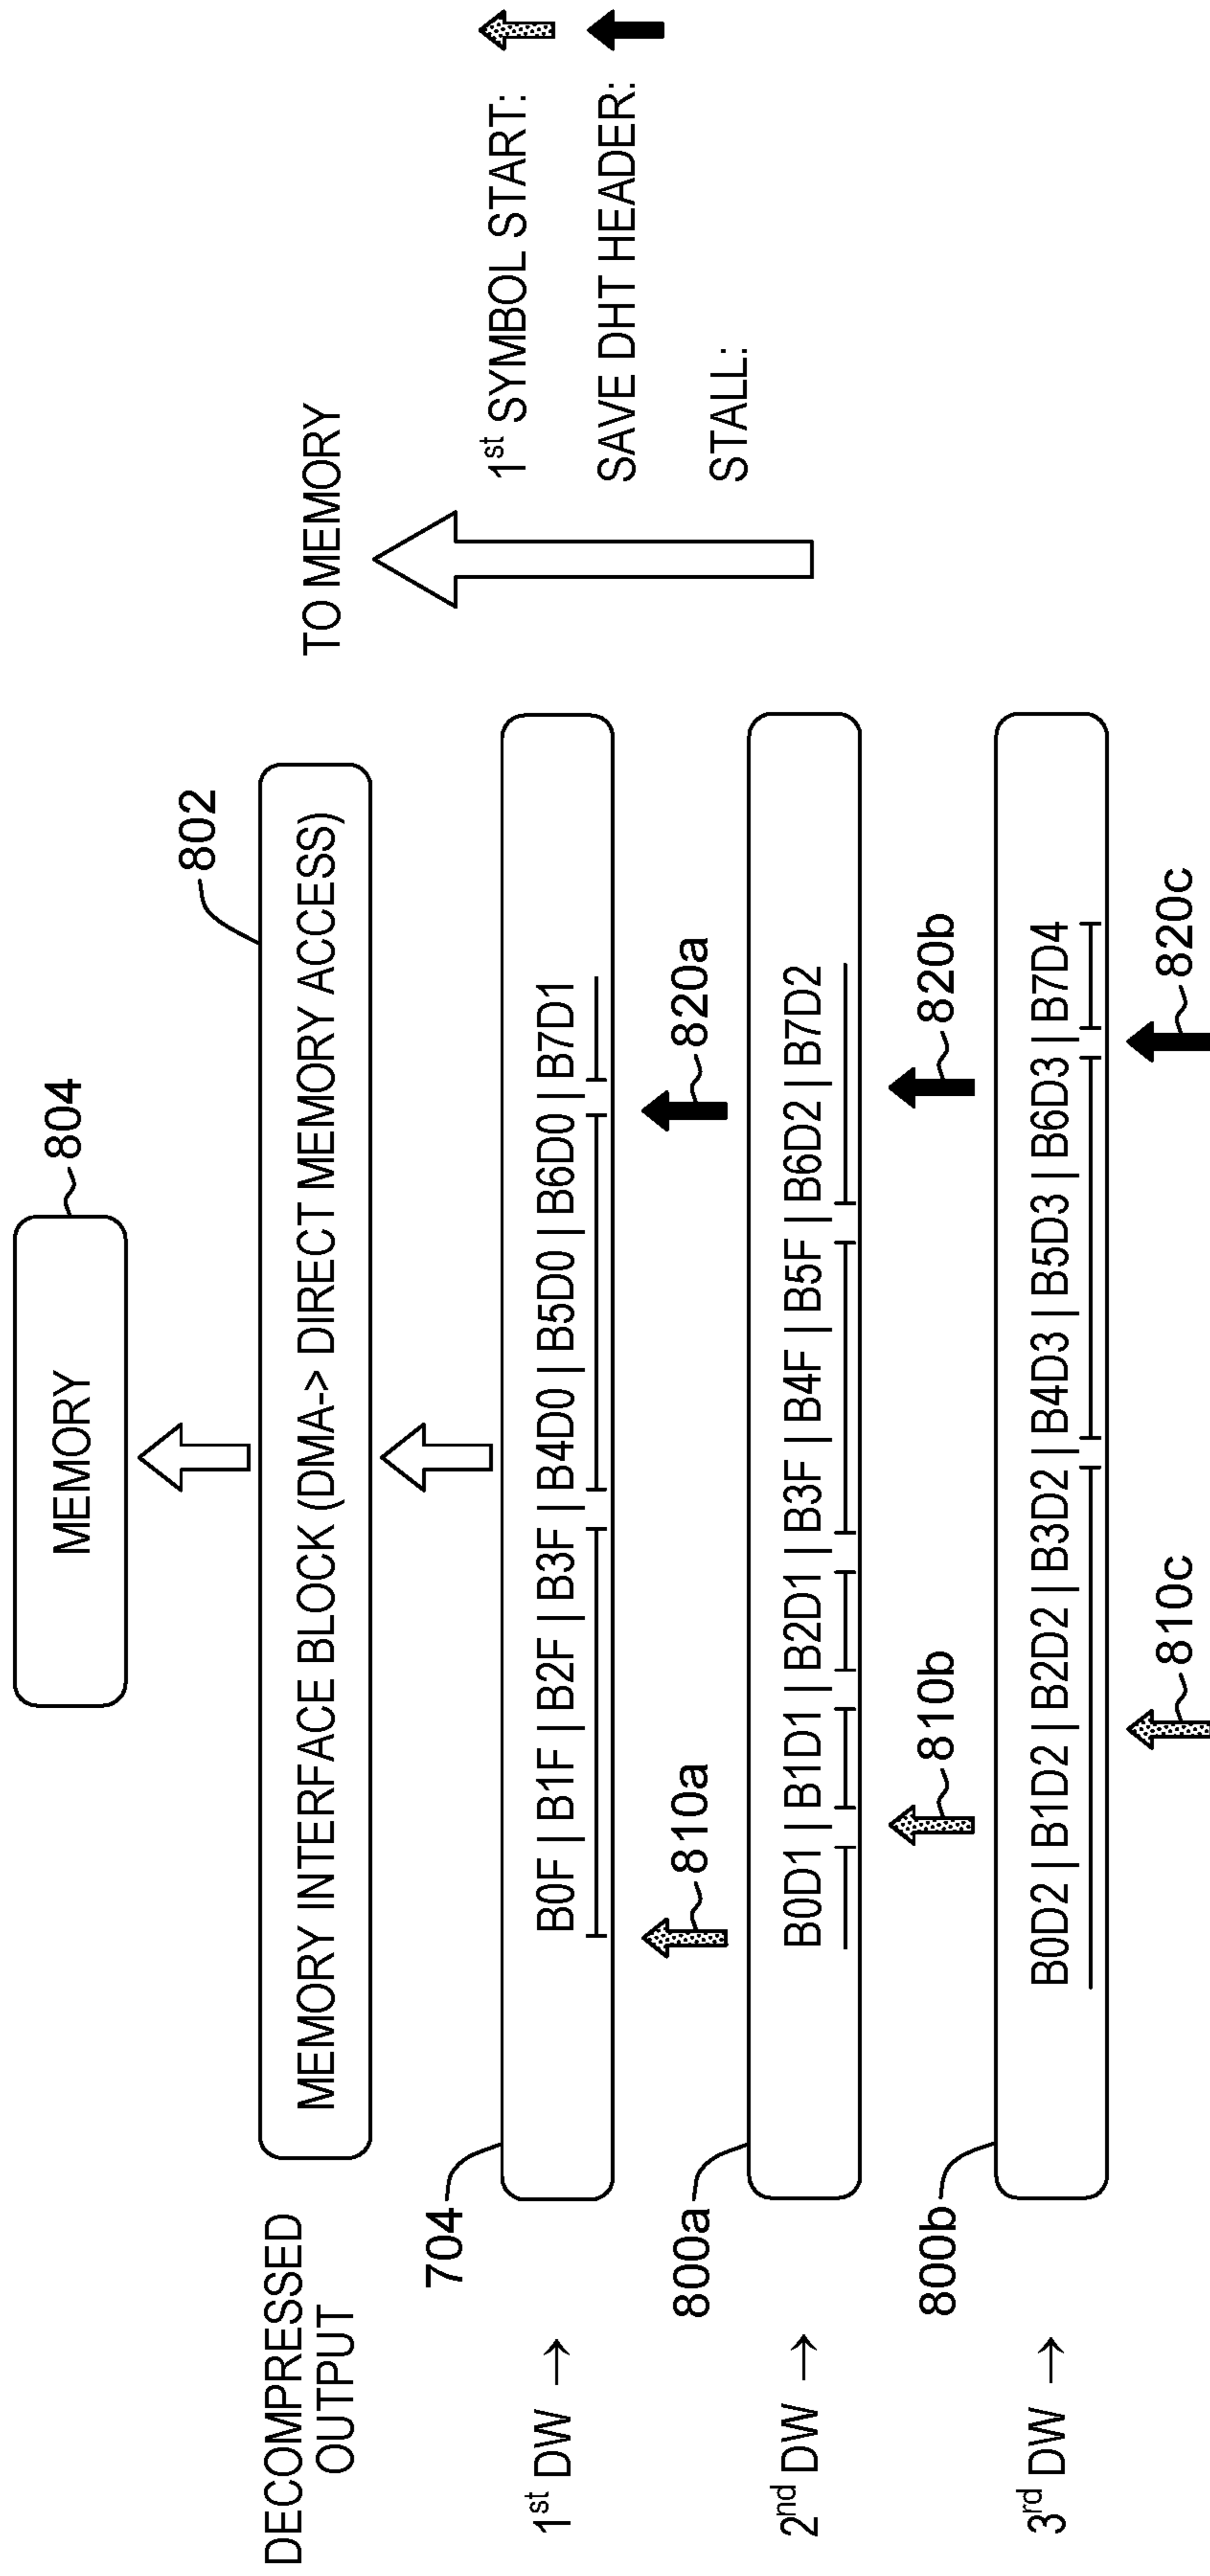 MEMORY
804
DECOMPRESSED
OUTPUT
MEMORY INTERFACE BLOCK (DMA-> DIRECT MEMORY ACCESS)
802
TO MEMORY
704
1st DW →
B0F | B1F | B2F | B3F | B4D0 | B5D0 | B6D0 | B7D1
1st SYMBOL START:
810a
820a
SAVE DHT HEADER:
800a
STALL:
2nd DW →
B0D1 | B1D1 | B2D1 | B3F | B4F | B5F | B6D2 | B7D2
810b
820b
800b
3rd DW →
B0D2 | B1D2 | B2D2 | B3D2 | B4D3 | B5D3 | B6D3 | B7D4
810c
820c